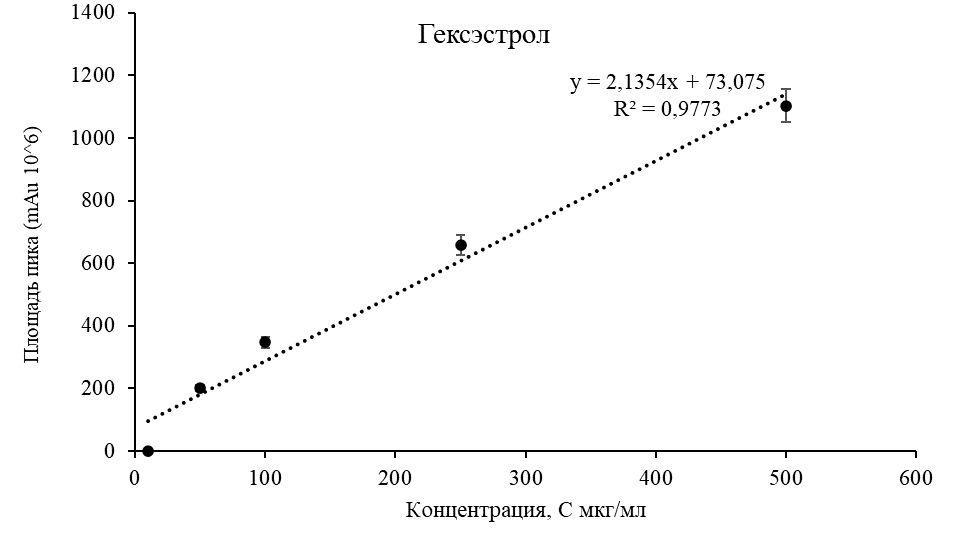 Гексэстрол
y = 2,1354x + 73,075
R² = 0,9773
1400
1200
1000
800
600
400
200
0
Площадь пика (mAu 10^6)
0 100 200 300 400 500 600
Концентрация, С мкг/мл